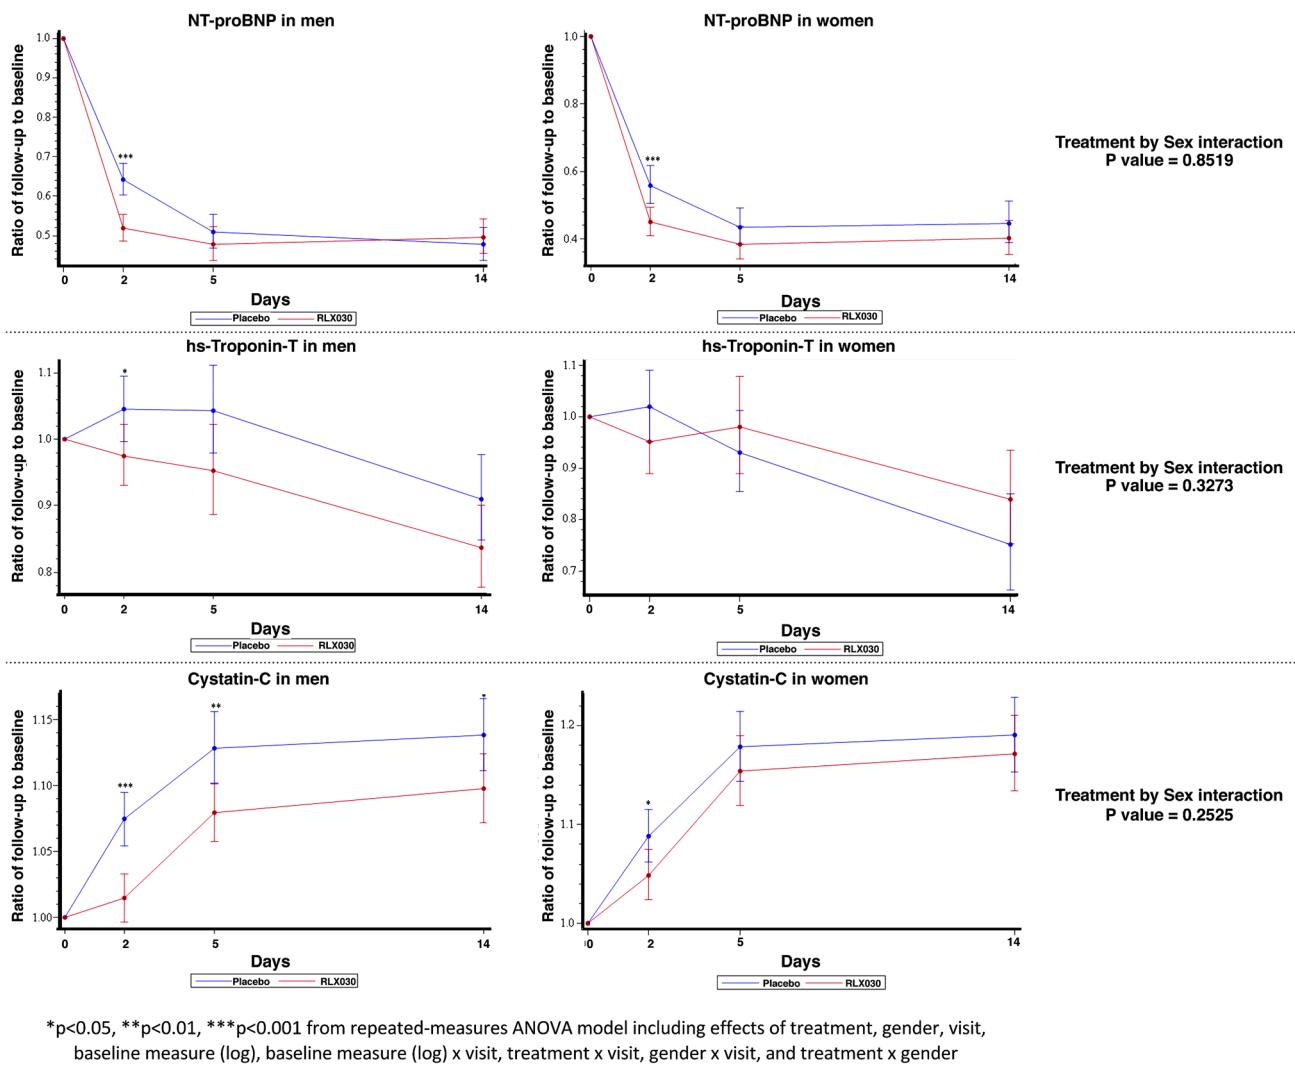 NT-proBNP in men
Ratio of follow-up to baseline
1.0
0.9
0.8
0.7
0.6
0.5
***
0 2 5 14
Days
Placebo RLX030
NT-proBNP in women
Ratio of follow-up to baseline
1.0
0.8
0.6
0.4
***
0 2 5 14
Days
Placebo RLX030
Treatment by Sex interaction
P value = 0.8519
hs-Troponin-T in men
Ratio of follow-up to baseline
1.1
1.0
0.9
0.8
*
0 2 5 14
Days
Placebo RLX030
hs-Troponin-T in women
Ratio of follow-up to baseline
1.1
1.0
0.9
0.8
0.7
0 2 5 14
Days
Placebo RLX030
Treatment by Sex interaction
P value = 0.3273
Cystatin-C in men
Ratio of follow-up to baseline
1.15
1.10
1.05
1.00
***
**
*
0 2 5 14
Days
Placebo RLX030
Cystatin-C in women
Ratio of follow-up to baseline
1.2
1.1
1.0
*
0 2 5 14
Days
Placebo RLX030
Treatment by Sex interaction
P value = 0.2525
*p<0.05, **p<0.01, ***p<0.001 from repeated-measures ANOVA model including effects of treatment, gender, visit,
baseline measure (log), baseline measure (log) x visit, treatment x visit, gender x visit, and treatment x gender